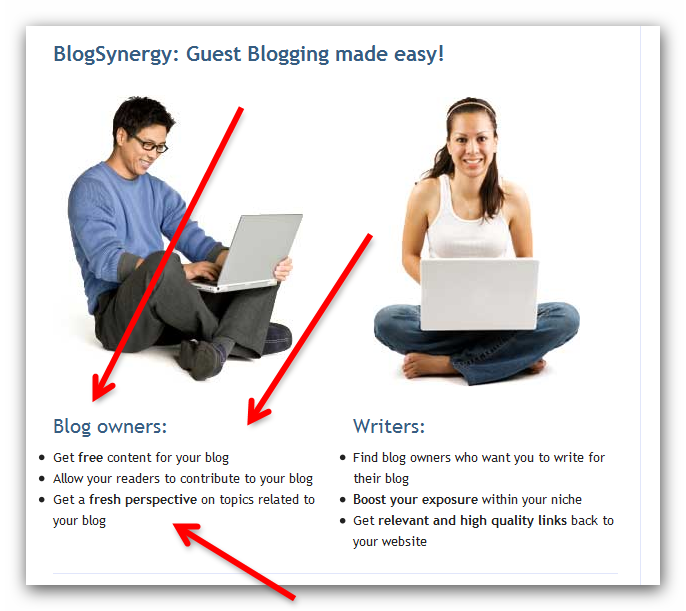 BlogSynergy: Guest Blogging made easy!
Blog owners:
Get free content for your blog
Allow your readers to contribute to your blog
Get a fresh perspective on topics related to
your blog
Writers:
Find blog owners who want you to write for
their blog
Boost your exposure within your niche
Get relevant and high quality links back to
your website